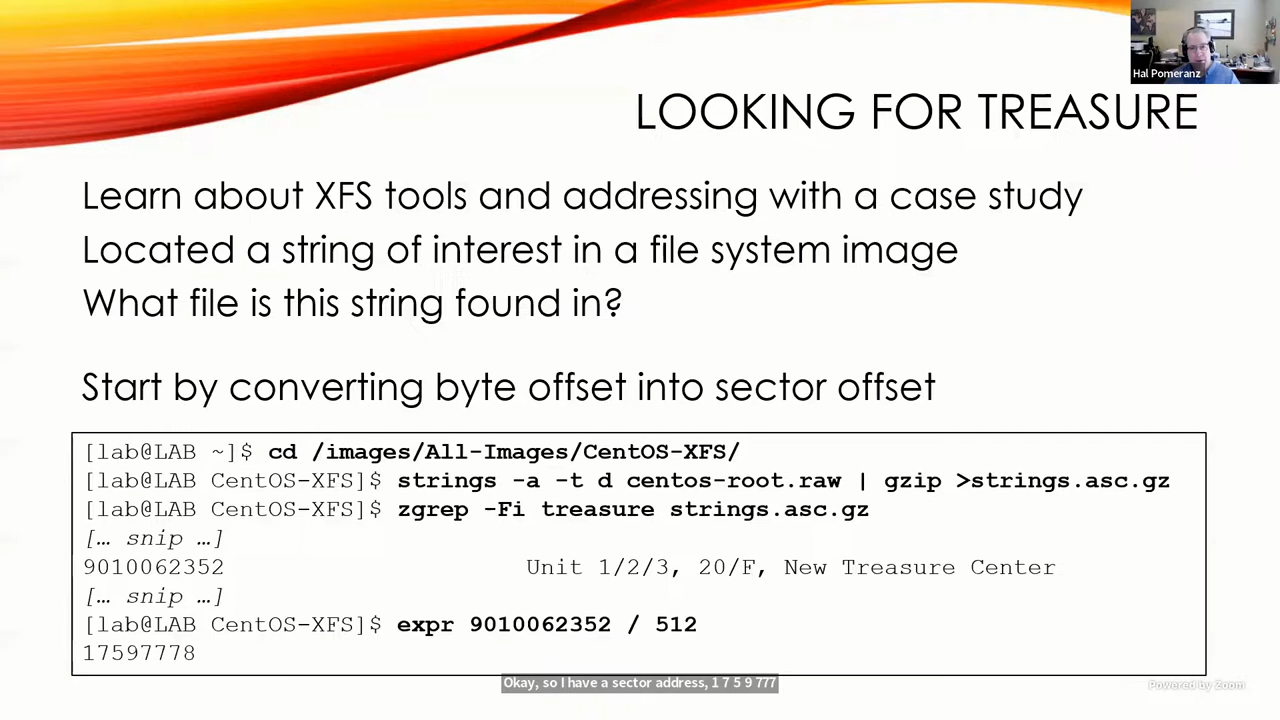 Hal Pomeranz
LOOKING FOR TREASURE
Learn about XFS tools and addressing with a case study
Located a string of interest in a file system image
What file is this string found in?
Start by converting byte offset into sector offset
[lab@LAB ~]$ cd /images/All-Images/CentOS-XFS/
[lab@LAB CentOS-XFS]$ strings -a -t d centos-root.raw | gzip >strings.asc.gz
[lab@LAB CentOS-XFS]$ zgrep -Fi treasure strings.asc.gz
[… snip …]
9010062352 Unit 1/2/3, 20/F, New Treasure Center
[… snip …]
[lab@LAB CentOS-XFS]$ expr 9010062352 / 512
17597778
Okay, so I have a sector address, 1 7 5 9 777
Powered by Zoom